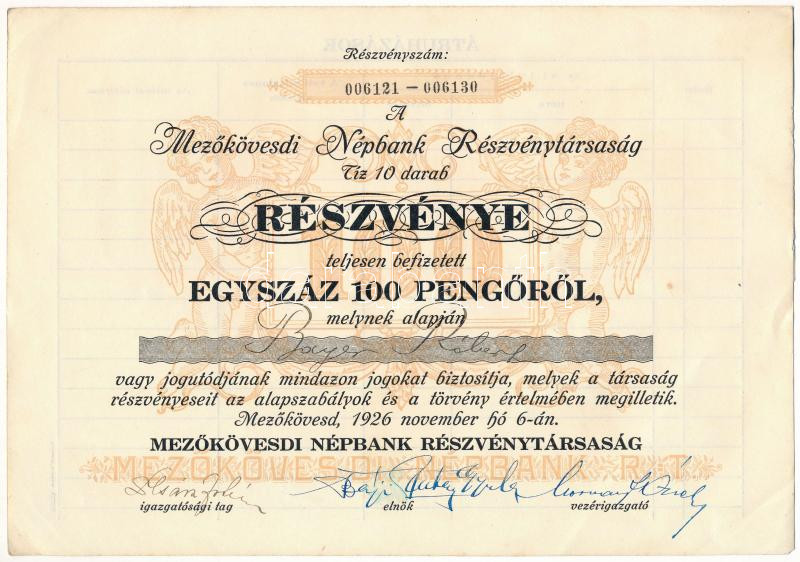 Részvényszám:
006121 — 006130
A
Mezőkövesdi Népbank Részvénytársaság
Tíz 10 darab
RÉSZVÉNYE
teljesen befizetett
EGYSZÁZ 100 PENGŐRŐL,
melynek alapján
Bayer Róbert
vagy jogutódjának mindazon jogokat biztosítja, melyek a társaság
részvényeseit az alapszabályok és a törvény értelmében megilletik.
Mezőkövesd, 1926 november hó 6-án.
MEZŐKÖVESDI NÉPBANK RÉSZVÉNYTÁRSASÁG
MEZŐKÖVESDI NÉPBANK R.T.
igazgatósági tag elnök vezérigazgató